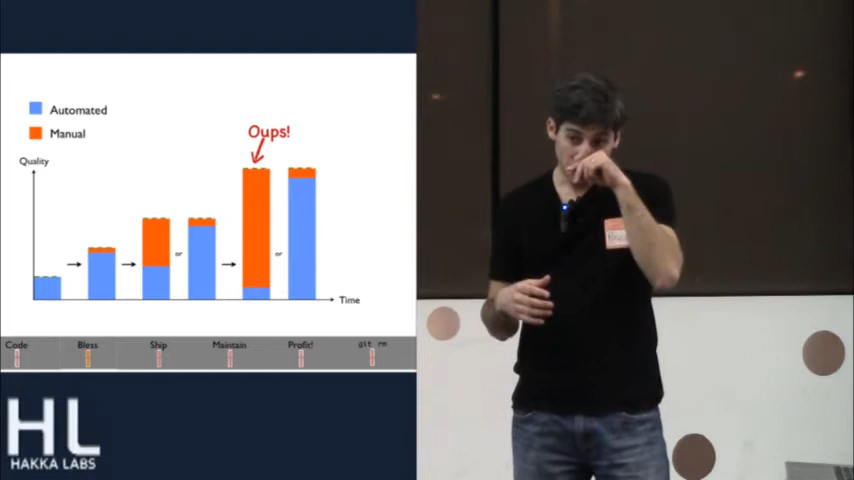 Automated
Manual
Oups!
Quality
or
or
Time
Code
Bless
Ship
Maintain
Profit!
git rm
HL
HAKKA LABS